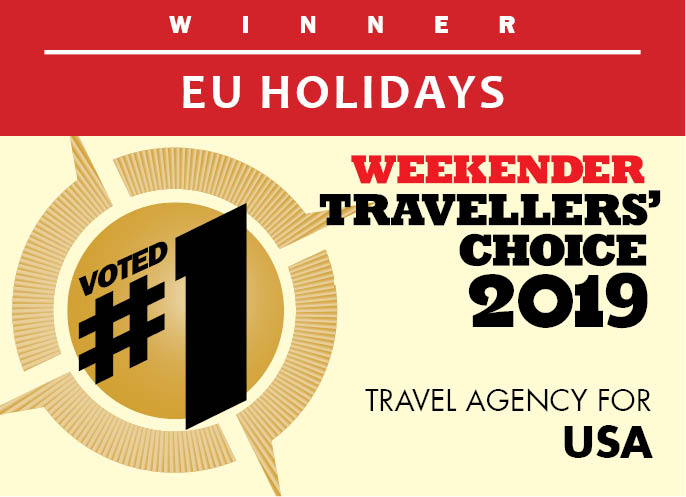 WINNER
EU HOLIDAYS
VOTED
#1
WEEKENDER
TRAVELLERS'
CHOICE
2019
TRAVEL AGENCY FOR
USA